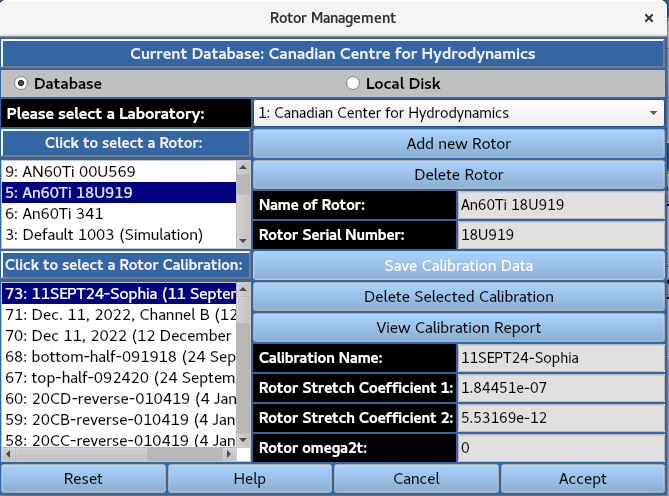 Rotor Management
Current Database: Canadian Centre for Hydrodynamics
Database
Local Disk
Please select a Laboratory:
1: Canadian Center for Hydrodynamics
Click to select a Rotor:
9: AN60Ti 00U569
5: An60Ti 18U919
6: An60Ti 341
3: Default 1003 (Simulation)
Add new Rotor
Delete Rotor
Name of Rotor: An60Ti 18U919
Rotor Serial Number: 18U919
Click to select a Rotor Calibration:
73: 11SEPT24-Sophia (11 Septer
71: Dec. 11, 2022, Channel B (12
70: Dec 11, 2022 (12 December
68: bottom-half-091918 (24 Sep
67: top-half-092420 (24 Septem
60: 20CD-reverse-010419 (4 Jan
59: 20CB-reverse-010419 (4 Jan
58: 20CC-reverse-010419 (4 Jan
Save Calibration Data
Delete Selected Calibration
View Calibration Report
Calibration Name: 11SEPT24-Sophia
Rotor Stretch Coefficient 1: 1.84451e-07
Rotor Stretch Coefficient 2: 5.53169e-12
Rotor omega2t: 0
Reset
Help
Cancel
Accept